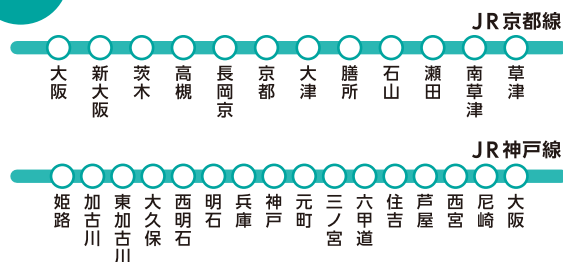 JR京都線
大阪
新大阪
茨木
高槻
長岡京
京都
大津
膳所
石山
瀬田
南草津
草津
JR神戸線
姫路
加古川
東加古川
大久保
西明石
明石
兵庫
神戸
元町
三ノ宮
六甲道
住吉
芦屋
西宮
尼崎
大阪